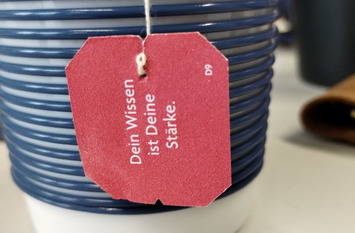 Dein Wissen
ist Deine
Stärke.
D9